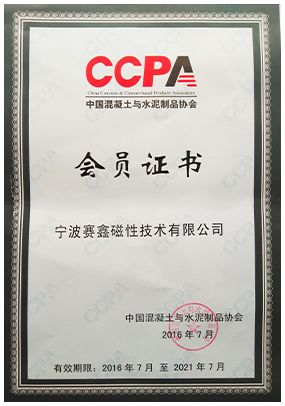 CCPA
China Concrete & Cement-based Products Association
中国混凝土与水泥制品协会
会员证书
宁波赛鑫磁性技术有限公司
中国混凝土与水泥制品协会
2016 年 7 月
有效期限：2016 年 7 月 至 2021 年 7 月